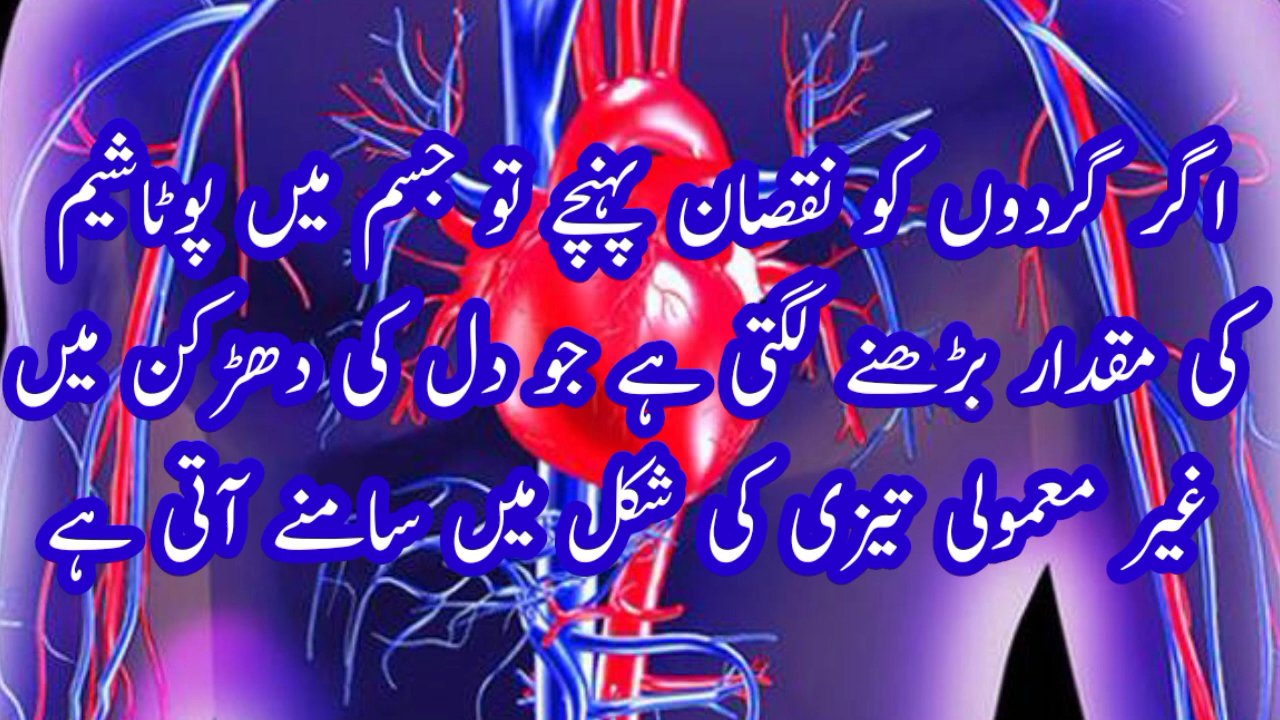 اگر گردوں کو نقصان پہنچے تو جسم میں پوٹاشیم
کی مقدار بڑھنے لگتی ہے جو دل کی دھڑکن میں
غیر معمولی تیزی کی شکل میں سامنے آتی ہے